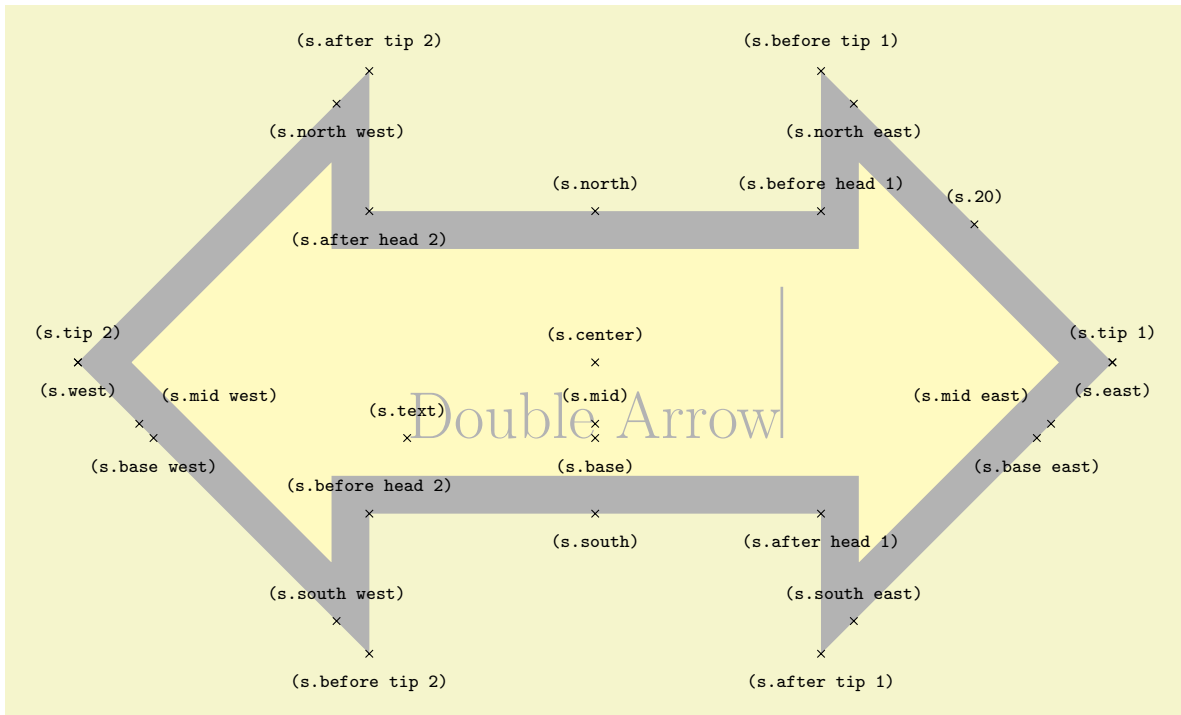 (s.after tip 2) (s.before tip 1)
(s.north west) (s.north east)
(s.north) (s.before head 1)
(s.20)
(s.after head 2)
(s.tip 2) (s.center) (s.tip 1)
(s.west) (s.mid west) (s.mid) (s.mid east) (s.east)
(s.text)
Double Arrow
(s.base west) (s.base) (s.base east)
(s.before head 2)
(s.south) (s.after head 1)
(s.south west) (s.south east)
(s.before tip 2) (s.after tip 1)